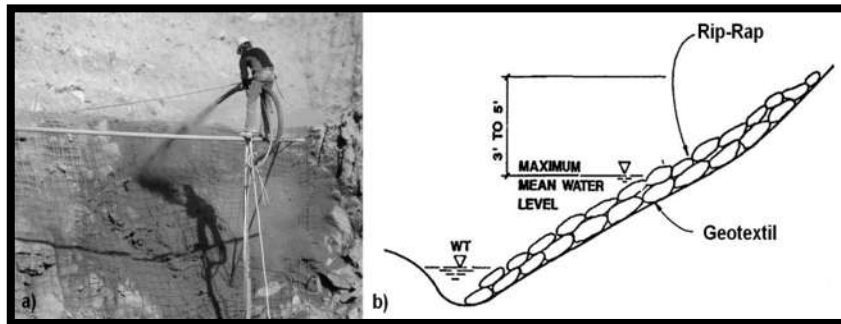 a)
Rip-Rap
3' TO 5'
MAXIMUM
MEAN WATER
LEVEL
WT
Geotextil
b)